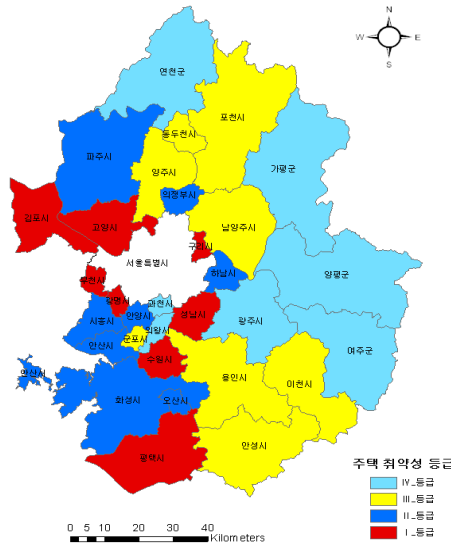 N
W E
S
연천군
포천시
동두천시
파주시
양주시
가평군
의정부시
김포시
고양시
남양주시
구리시
서울특별시
하남시
양평군
부천시
광명시
과천시
시흥시
안양시
성남시
광주시
의왕시
군포시
안산시
수원시
여주군
안산시
용인시
이천시
화성시
오산시
안성시
평택시
주택 취약성 등급
Ⅳ_등급
Ⅲ_등급
Ⅱ_등급
Ⅰ_등급
0 5 10 20 30 40
Kilometers